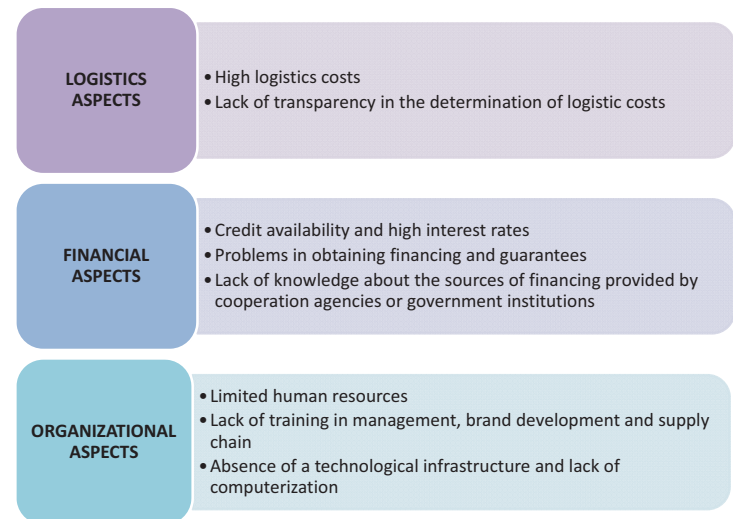 LOGISTICS
ASPECTS
• High logistics costs
• Lack of transparency in the determination of logistic costs
FINANCIAL
ASPECTS
• Credit availability and high interest rates
• Problems in obtaining financing and guarantees
• Lack of knowledge about the sources of financing provided by
cooperation agencies or government institutions
ORGANIZATIONAL
ASPECTS
• Limited human resources
• Lack of training in management, brand development and supply
chain
• Absence of a technological infrastructure and lack of
computerization